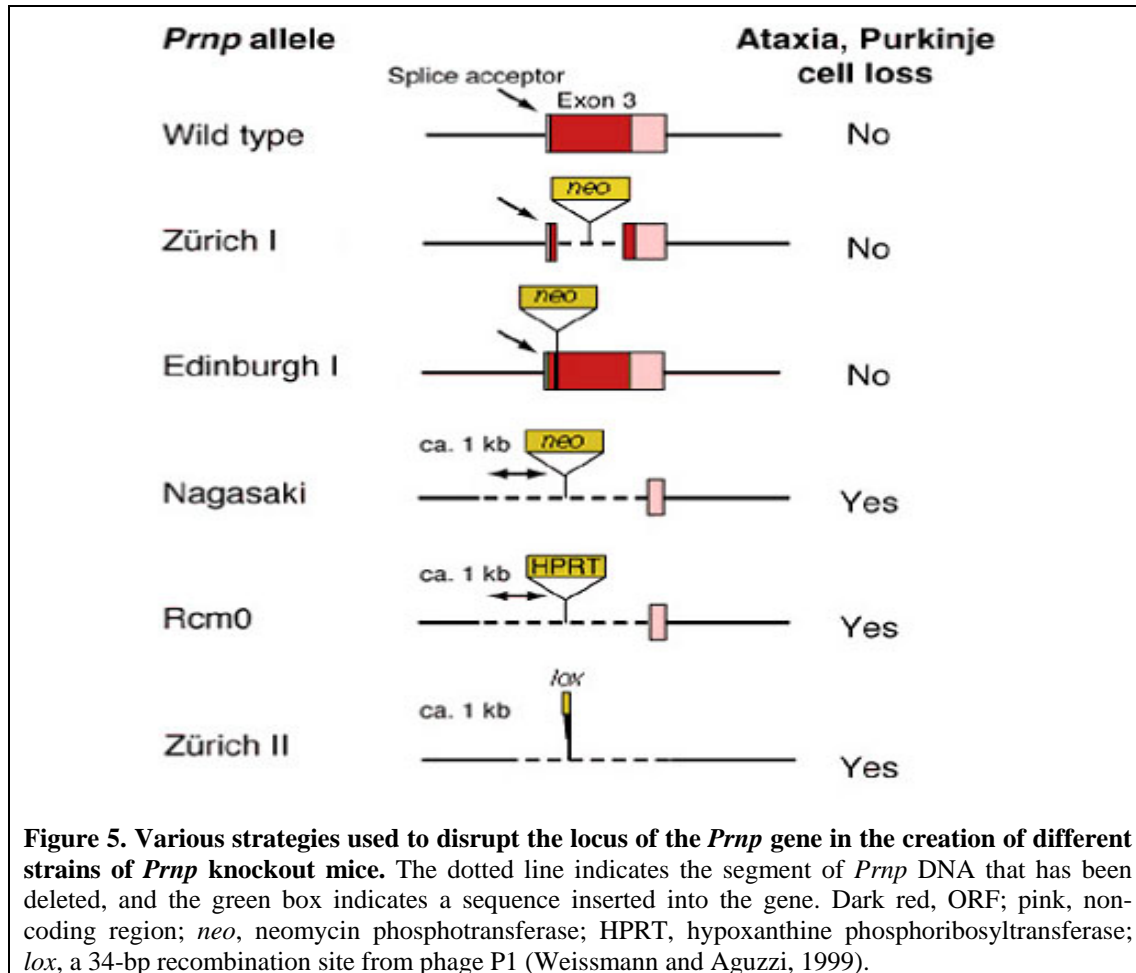 Prnp allele
Ataxia, Purkinje
cell loss
Splice acceptor
Exon 3
Wild type
No
neo
Zürich I
No
neo
Edinburgh I
No
ca. 1 kb
neo
Nagasaki
Yes
ca. 1 kb
HPRT
Rcm0
Yes
lox
ca. 1 kb
Zürich II
Yes
Figure 5. Various strategies used to disrupt the locus of the Prnp gene in the creation of different
strains of Prnp knockout mice. The dotted line indicates the segment of Prnp DNA that has been
deleted, and the green box indicates a sequence inserted into the gene. Dark red, ORF; pink, non-
coding region; neo, neomycin phosphotransferase; HPRT, hypoxanthine phosphoribosyltransferase;
lox, a 34-bp recombination site from phage P1 (Weissmann and Aguzzi, 1999).